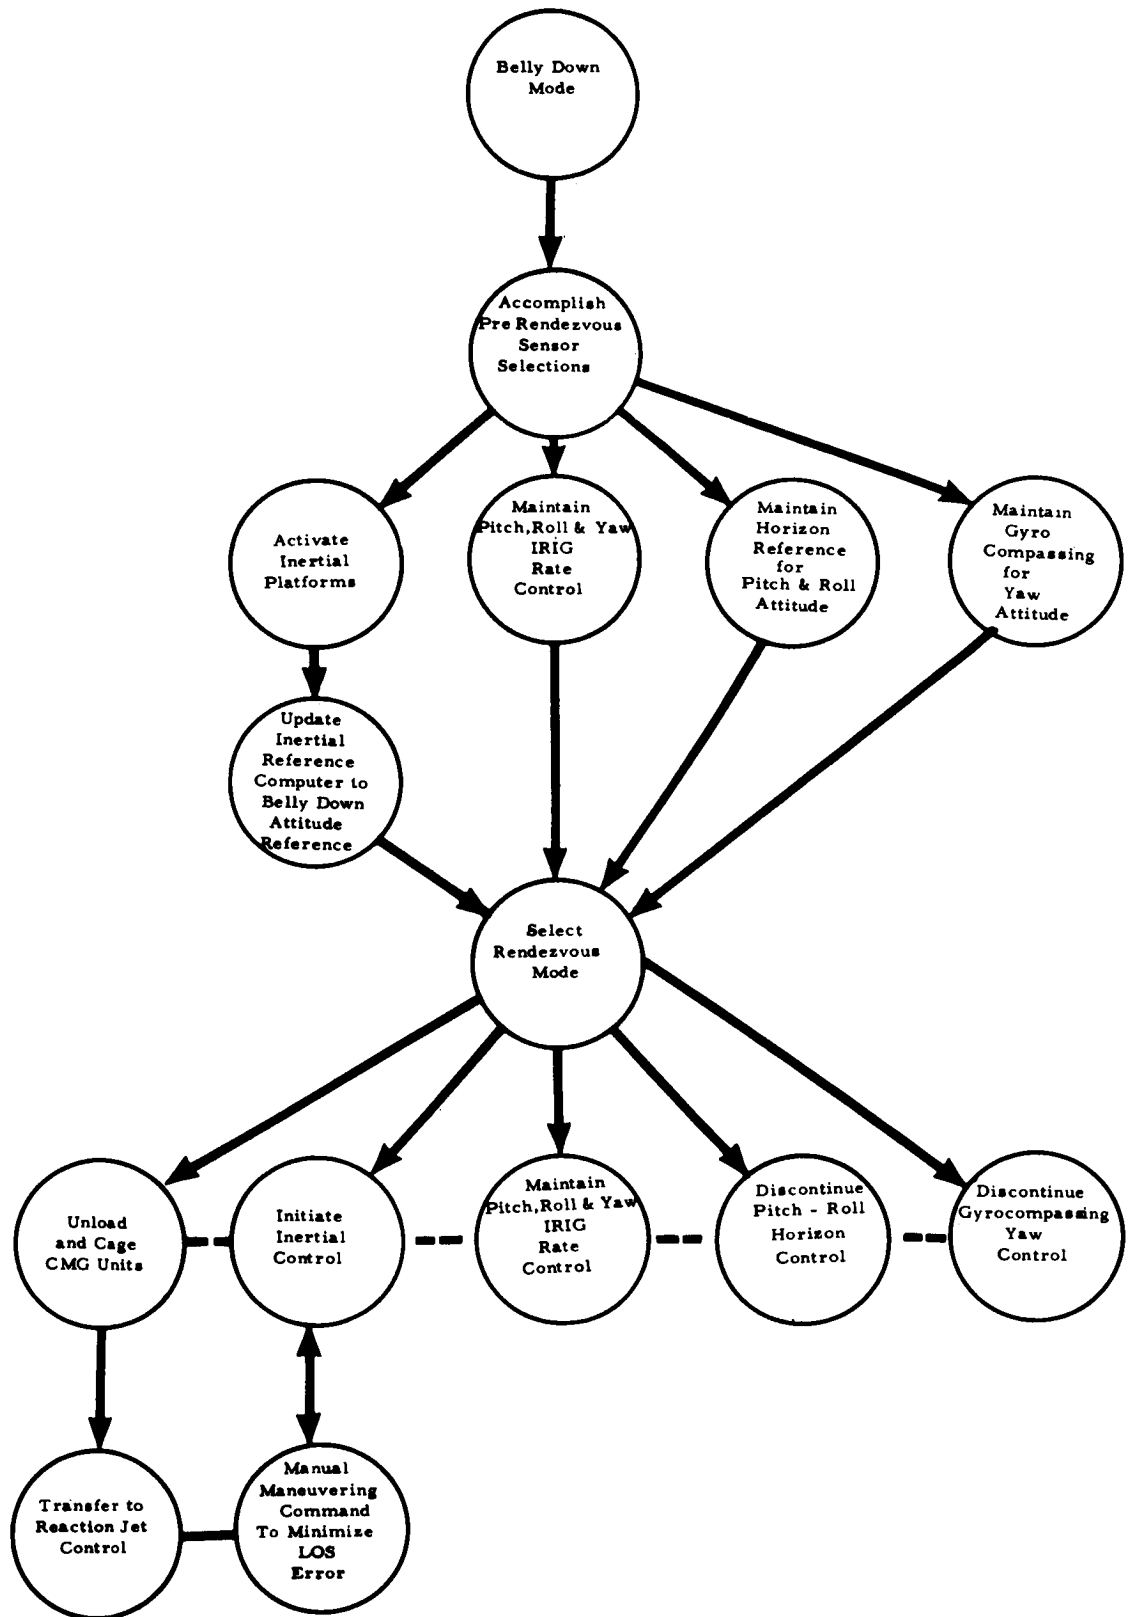 Belly Down
Mode
Accomplish
Pre Rendezvous
Sensor
Selections
Activate
Inertial
Platforms
Maintain
Pitch, Roll & Yaw
IRIG
Rate
Control
Maintain
Horizon
Reference
for
Pitch & Roll
Attitude
Maintain
Gyro
Compassing
for
Yaw
Attitude
Update
Inertial
Reference
Computer to
Belly Down
Attitude
Reference
Select
Rendezvous
Mode
Unload
and Cage
CMG Units
Initiate
Inertial
Control
Maintain
Pitch, Roll & Yaw
IRIG
Rate
Control
Discontinue
Pitch - Roll
Horizon
Control
Discontinue
Gyrocompassing
Yaw
Control
Transfer to
Reaction Jet
Control
Manual
Maneuvering
Command
To Minimize
LOS
Error